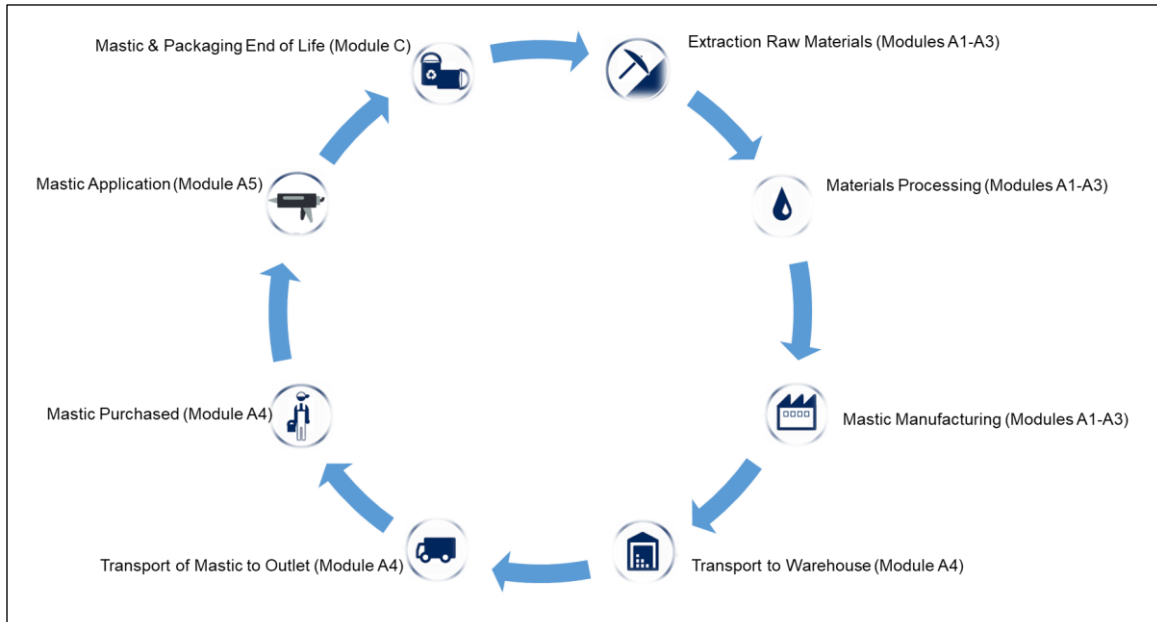 Mastic & Packaging End of Life (Module C)
Extraction Raw Materials (Modules A1-A3)
Mastic Application (Module A5)
Materials Processing (Modules A1-A3)
Mastic Purchased (Module A4)
Mastic Manufacturing (Modules A1-A3)
Transport of Mastic to Outlet (Module A4)
Transport to Warehouse (Module A4)